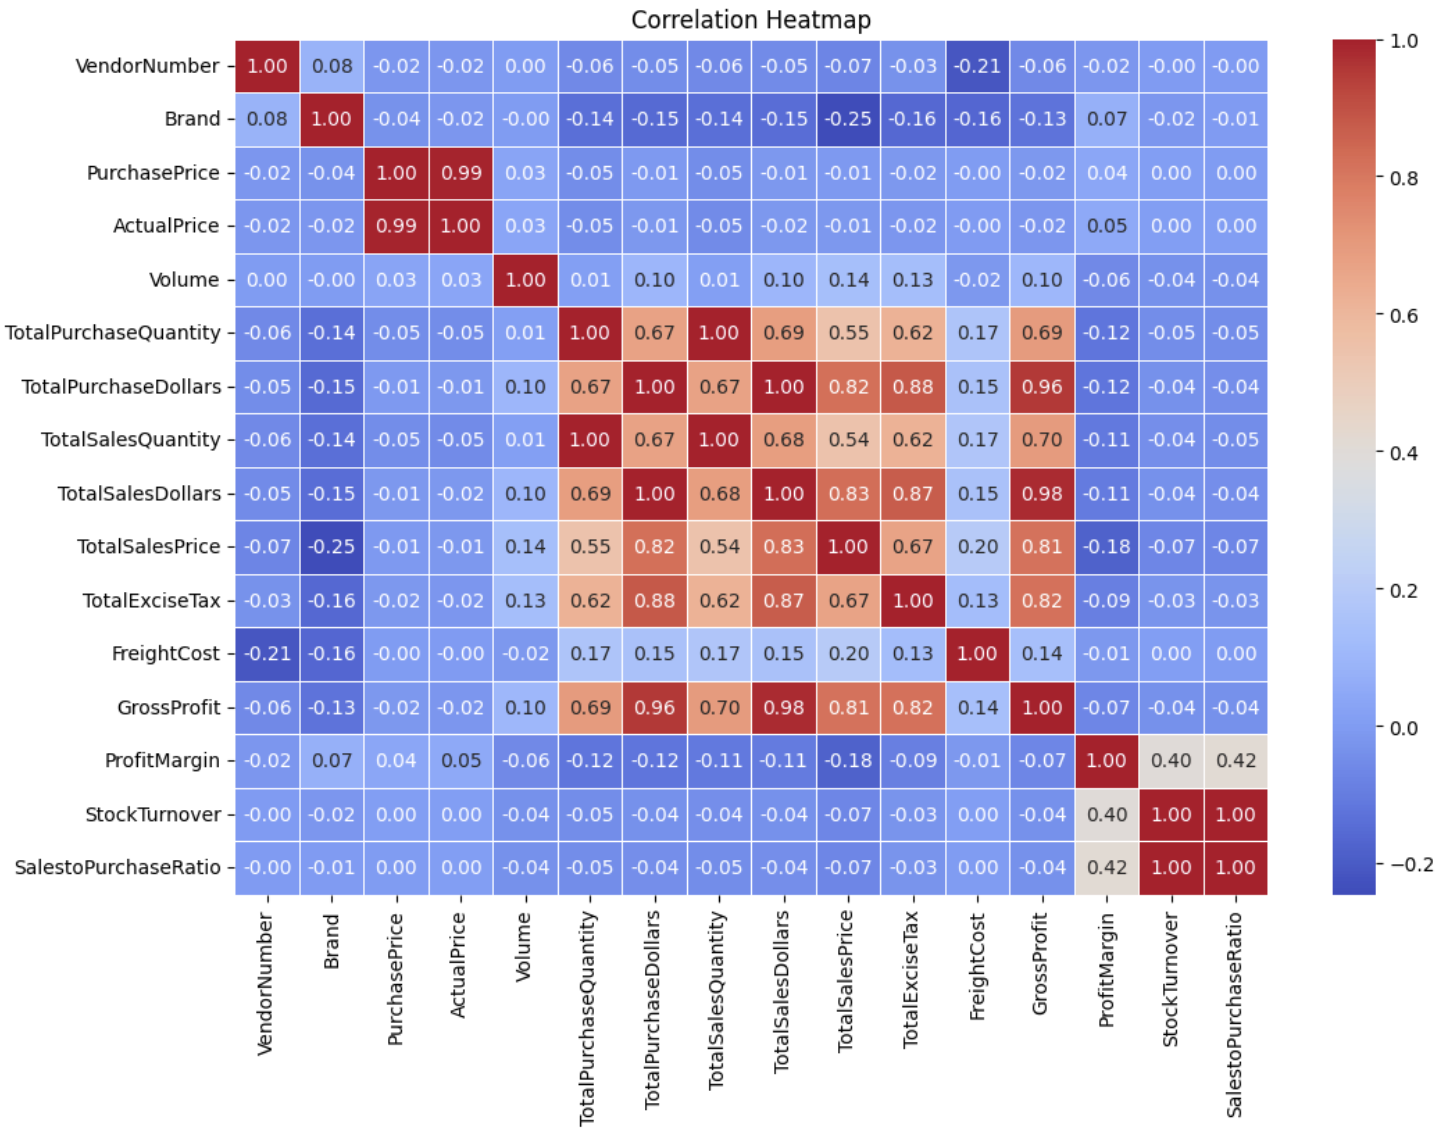 Correlation Heatmap
VendorNumber 1.00 0.08 -0.02 -0.02 0.00 -0.06 -0.05 -0.06 -0.05 -0.07 -0.03 -0.21 -0.06 -0.02 -0.00 -0.00
Brand 0.08 1.00 -0.04 -0.02 -0.00 -0.14 -0.15 -0.14 -0.15 -0.25 -0.16 -0.16 -0.13 0.07 -0.02 -0.01
PurchasePrice -0.02 -0.04 1.00 0.99 0.03 -0.05 -0.01 -0.05 -0.01 -0.01 -0.02 -0.00 -0.02 0.04 0.00 0.00
ActualPrice -0.02 -0.02 0.99 1.00 0.03 -0.05 -0.01 -0.05 -0.02 -0.01 -0.02 -0.00 -0.02 0.05 0.00 0.00
Volume 0.00 -0.00 0.03 0.03 1.00 0.01 0.10 0.01 0.10 0.14 0.13 -0.02 0.10 -0.06 -0.04 -0.04
TotalPurchaseQuantity -0.06 -0.14 -0.05 -0.05 0.01 1.00 0.67 1.00 0.69 0.55 0.62 0.17 0.69 -0.12 -0.05 -0.05
TotalPurchaseDollars -0.05 -0.15 -0.01 -0.01 0.10 0.67 1.00 0.67 1.00 0.82 0.88 0.15 0.96 -0.12 -0.04 -0.04
TotalSalesQuantity -0.06 -0.14 -0.05 -0.05 0.01 1.00 0.67 1.00 0.68 0.54 0.62 0.17 0.70 -0.11 -0.04 -0.05
TotalSalesDollars -0.05 -0.15 -0.01 -0.02 0.10 0.69 1.00 0.68 1.00 0.83 0.87 0.15 0.98 -0.11 -0.04 -0.04
TotalSalesPrice -0.07 -0.25 -0.01 -0.01 0.14 0.55 0.82 0.54 0.83 1.00 0.67 0.20 0.81 -0.18 -0.07 -0.07
TotalExciseTax -0.03 -0.16 -0.02 -0.02 0.13 0.62 0.88 0.62 0.87 0.67 1.00 0.13 0.82 -0.09 -0.03 -0.03
FreightCost -0.21 -0.16 -0.00 -0.00 -0.02 0.17 0.15 0.17 0.15 0.20 0.13 1.00 0.14 -0.01 0.00 0.00
GrossProfit -0.06 -0.13 -0.02 -0.02 0.10 0.69 0.96 0.70 0.98 0.81 0.82 0.14 1.00 -0.07 -0.04 -0.04
ProfitMargin -0.02 0.07 0.04 0.05 -0.06 -0.12 -0.12 -0.11 -0.11 -0.18 -0.09 -0.01 -0.07 1.00 0.40 0.42
StockTurnover -0.00 -0.02 0.00 0.00 -0.04 -0.05 -0.04 -0.04 -0.04 -0.07 -0.03 0.00 -0.04 0.40 1.00 1.00
SalestoPurchaseRatio -0.00 -0.01 0.00 0.00 -0.04 -0.05 -0.04 -0.05 -0.04 -0.07 -0.03 0.00 -0.04 0.42 1.00 1.00
VendorNumber
Brand
PurchasePrice
ActualPrice
Volume
TotalPurchaseQuantity
TotalPurchaseDollars
TotalSalesQuantity
TotalSalesDollars
TotalSalesPrice
TotalExciseTax
FreightCost
GrossProfit
ProfitMargin
StockTurnover
SalestoPurchaseRatio
1.0
0.8
0.6
0.4
0.2
0.0
−0.2